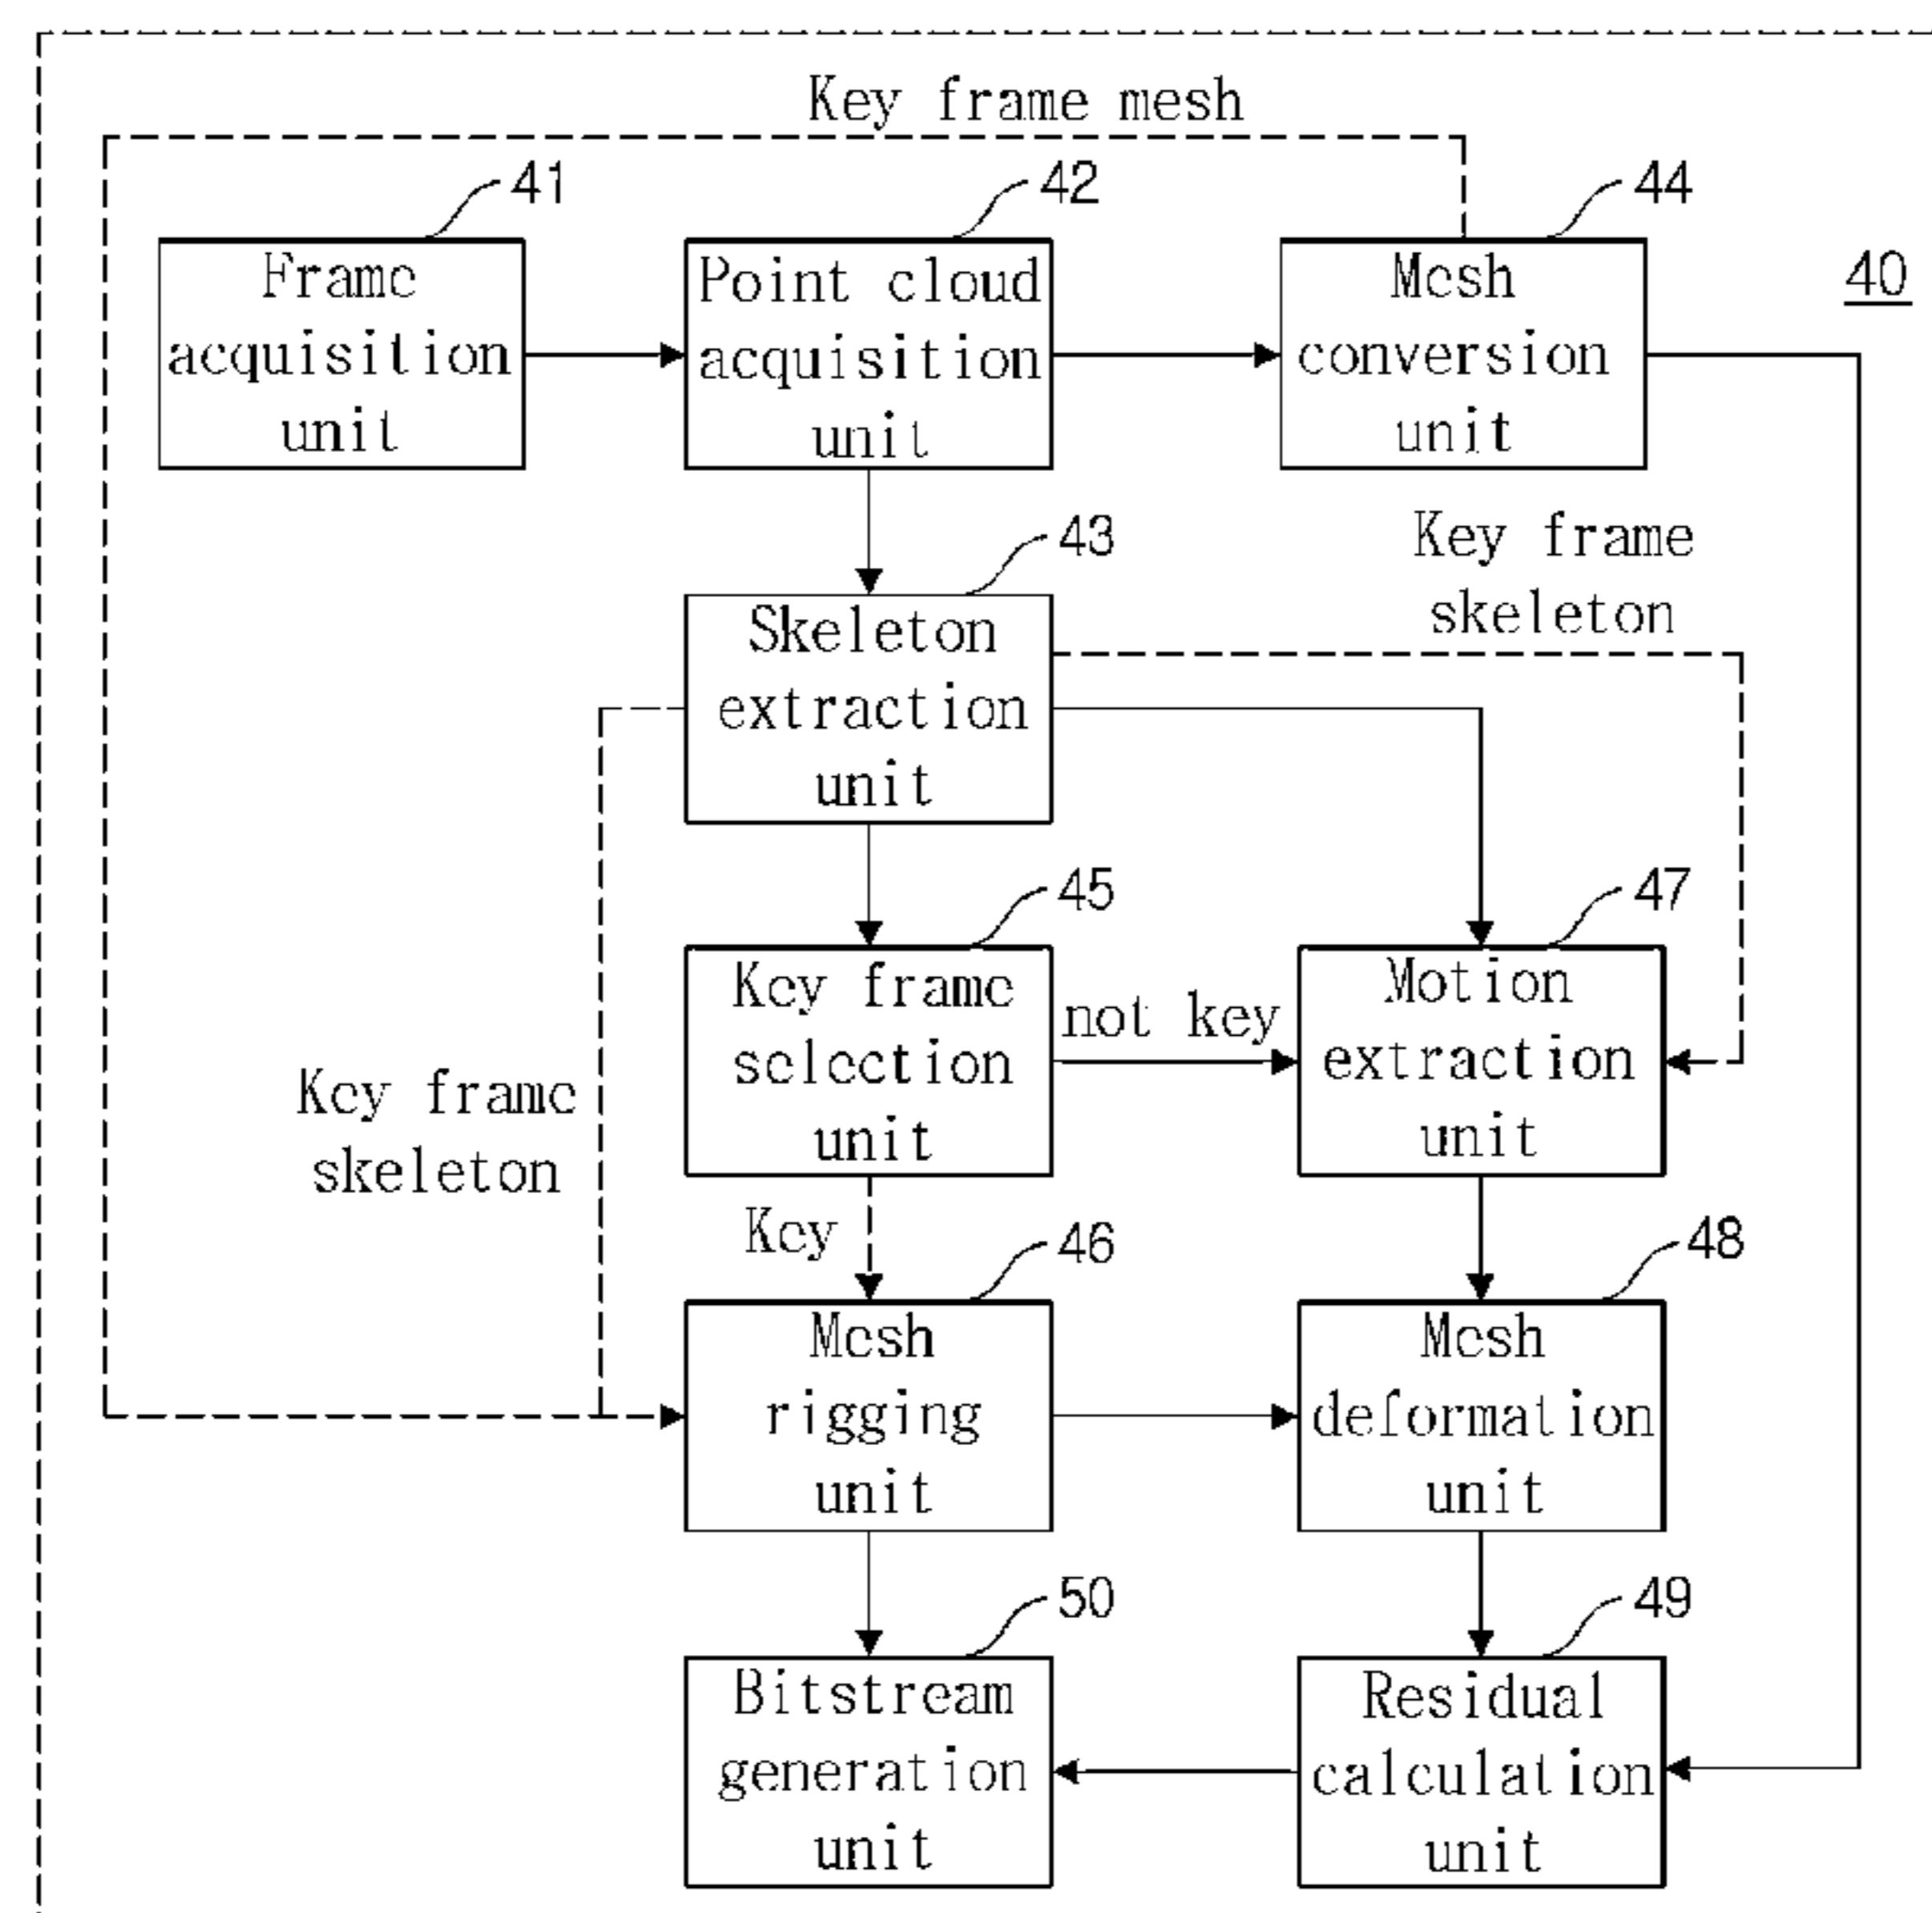 Key frame mesh
41
42
44
40
Frame
acquisition
unit
Point cloud
acquisition
unit
Mesh
conversion
unit
43
Key frame
skeleton
Skeleton
extraction
unit
45
47
Key frame
selection
unit
not key
Motion
extraction
unit
Key frame
skeleton
Key
46
48
Mesh
rigging
unit
Mesh
deformation
unit
50
49
Bitstream
generation
unit
Residual
calculation
unit